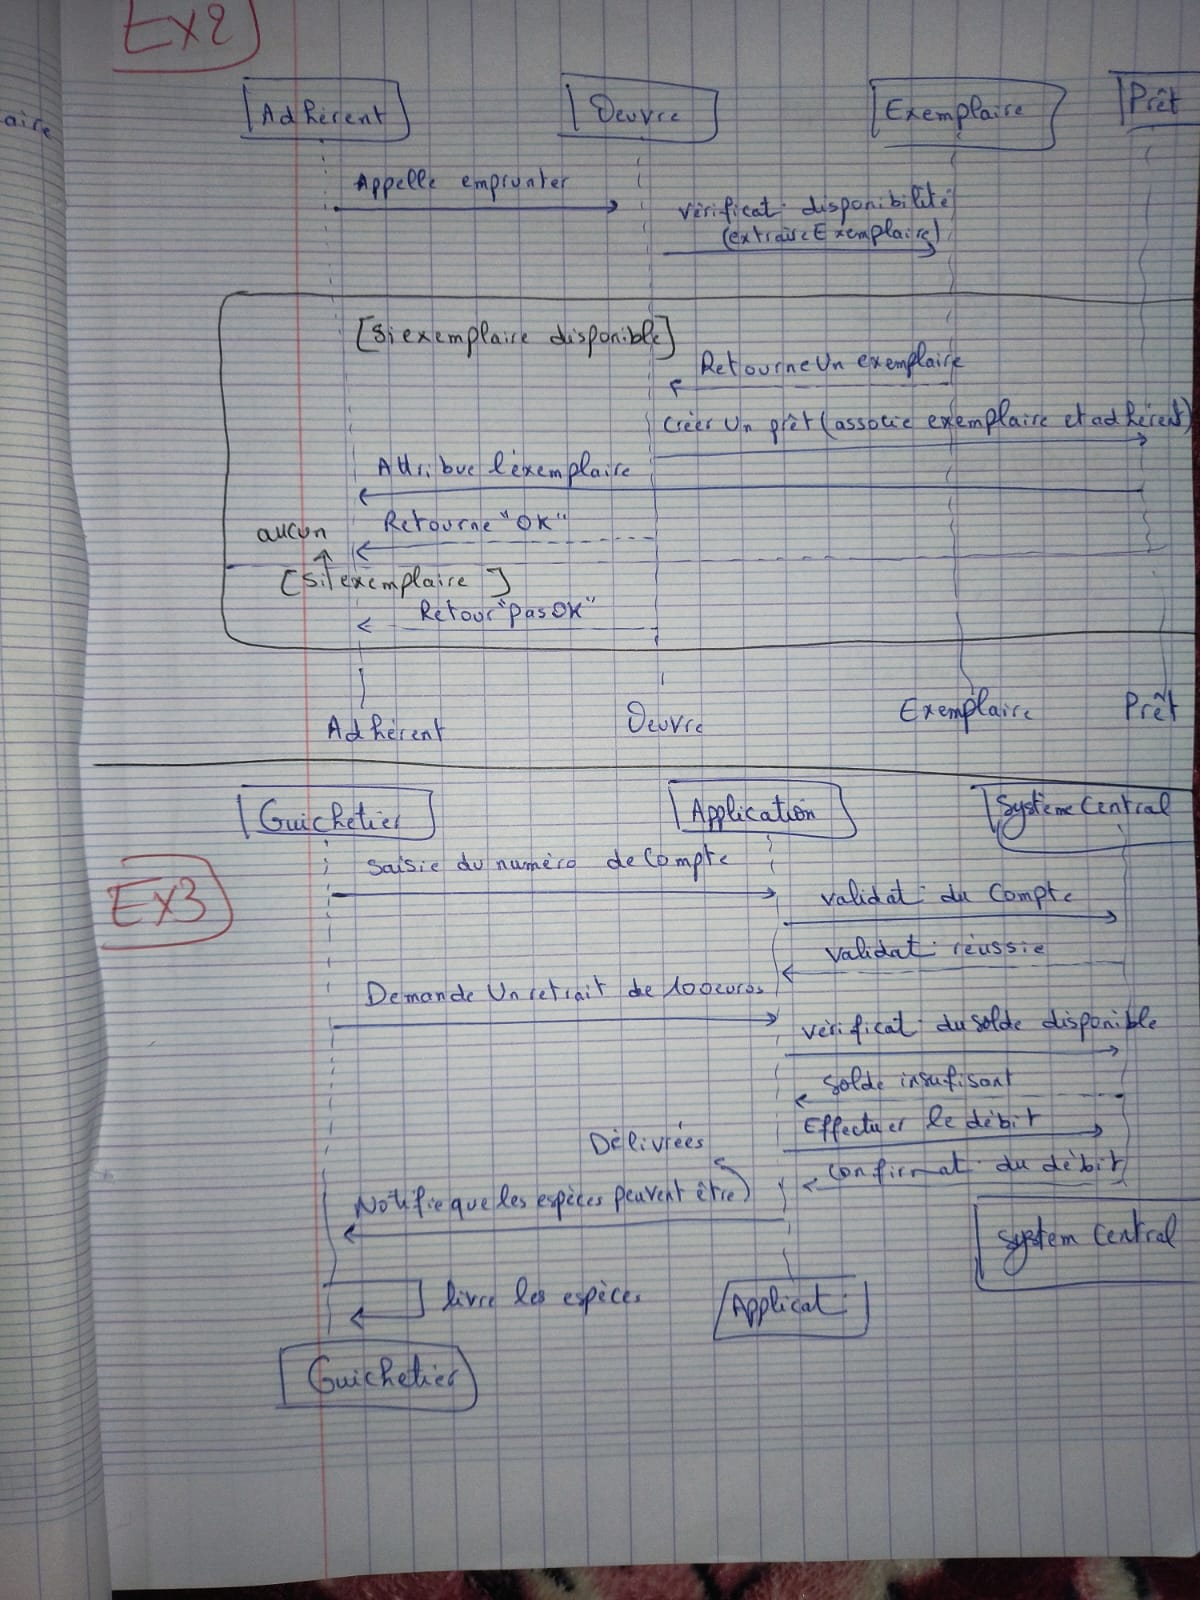 Ex2
aire
Adhérent
Oeuvre
Exemplaire
Prêt
Appelle emprunter
vérificat° disponibilité
(extraireExemplaire)
[Si exemplaire disponible]
Retourne Un exemplaire
Créer Un prêt (associe exemplaire et adhérent)
Attribue l'exemplaire
Retourne "OK"
aucun
[Si exemplaire ]
Retour "pas OK"
Adhérent
Oeuvre
Exemplaire
Prêt
Guichetier
Application
Système Central
Ex3
saisie du numéro de Compte
validat° du Compte
validat° réussie
Demande Un retrait de 100euros
vérificat° du solde disponible
solde insufisant
Effectuer le débit
Délivrées
confirmat° du débit
Notifie que les espèces peuvent être
System Central
livre les espèces
Applicat°
Guichetier